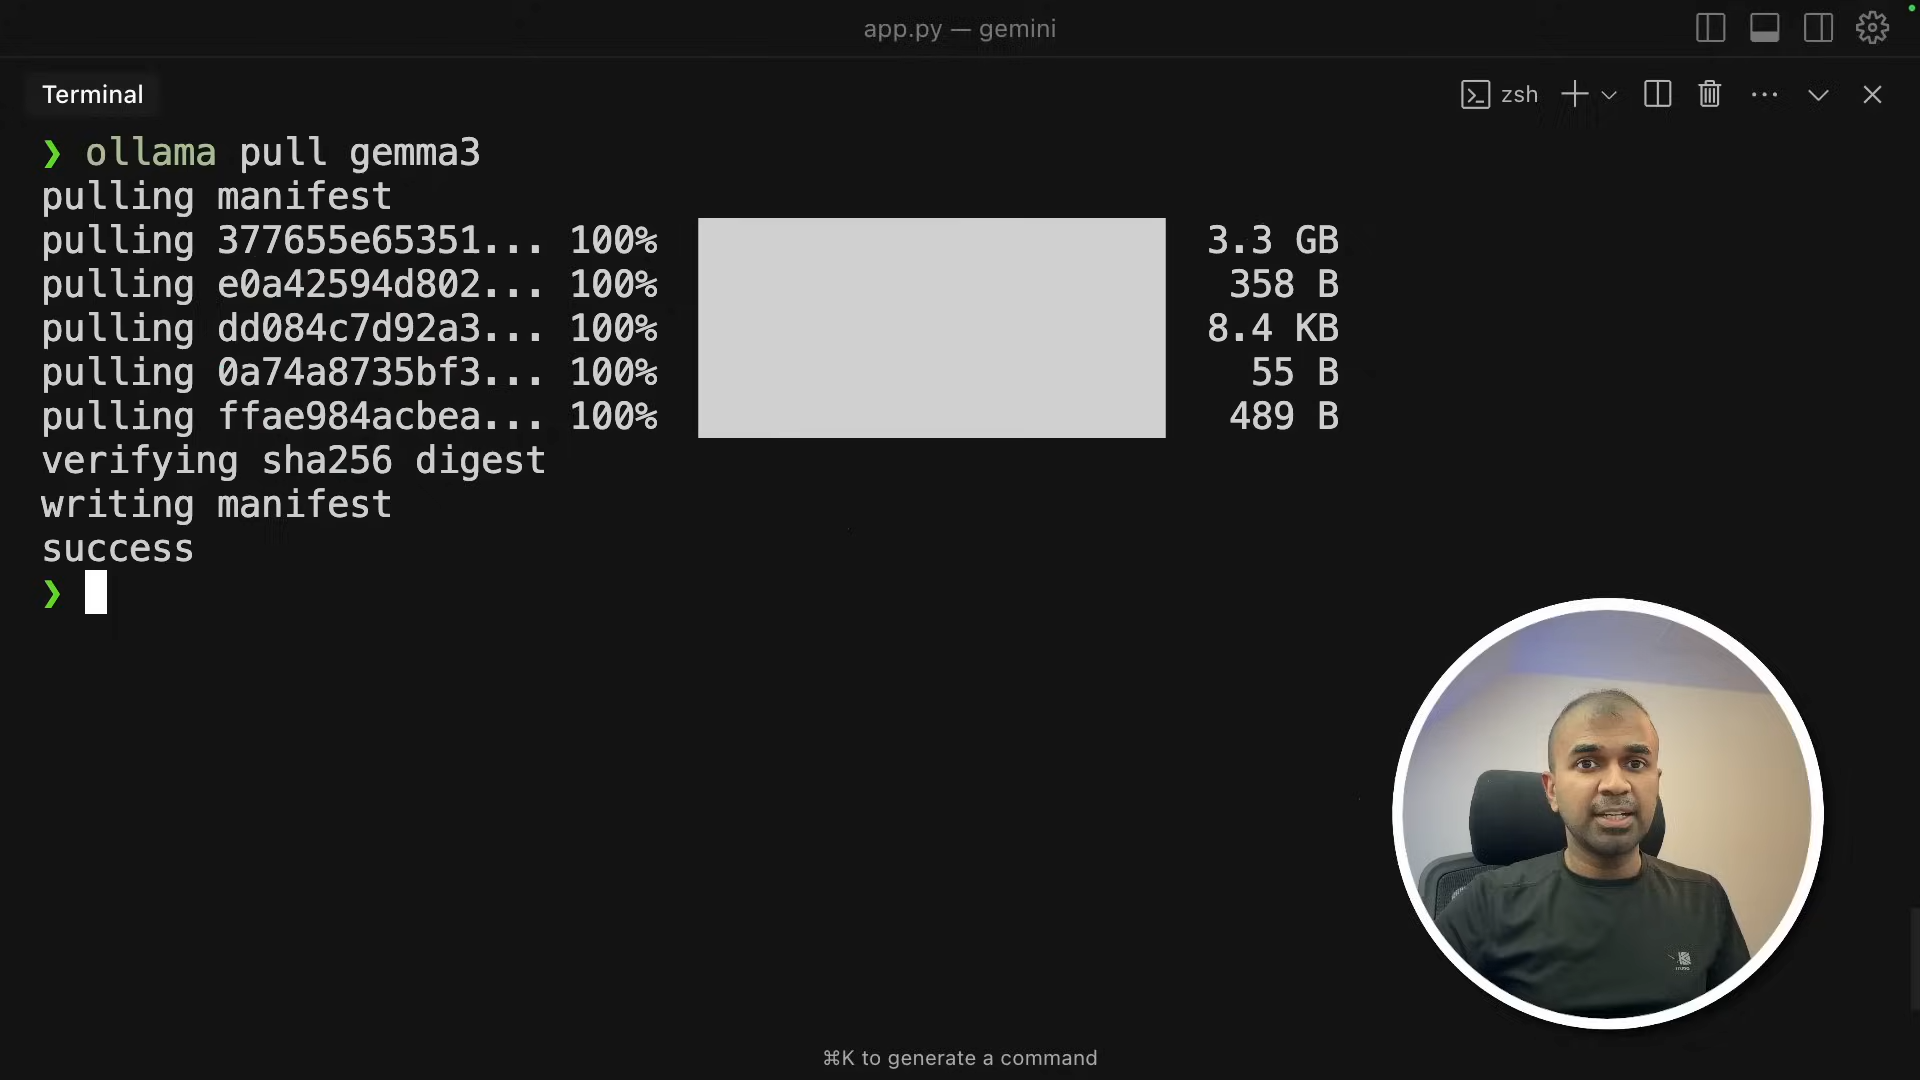 app.py — gemini
Terminal
zsh
❯ ollama pull gemma3
pulling manifest
pulling 377655e65351... 100% 3.3 GB
pulling e0a42594d802... 100% 358 B
pulling dd084c7d92a3... 100% 8.4 KB
pulling 0a74a8735bf3... 100% 55 B
pulling ffae984acbea... 100% 489 B
verifying sha256 digest
writing manifest
success
❯
⌘K to generate a command